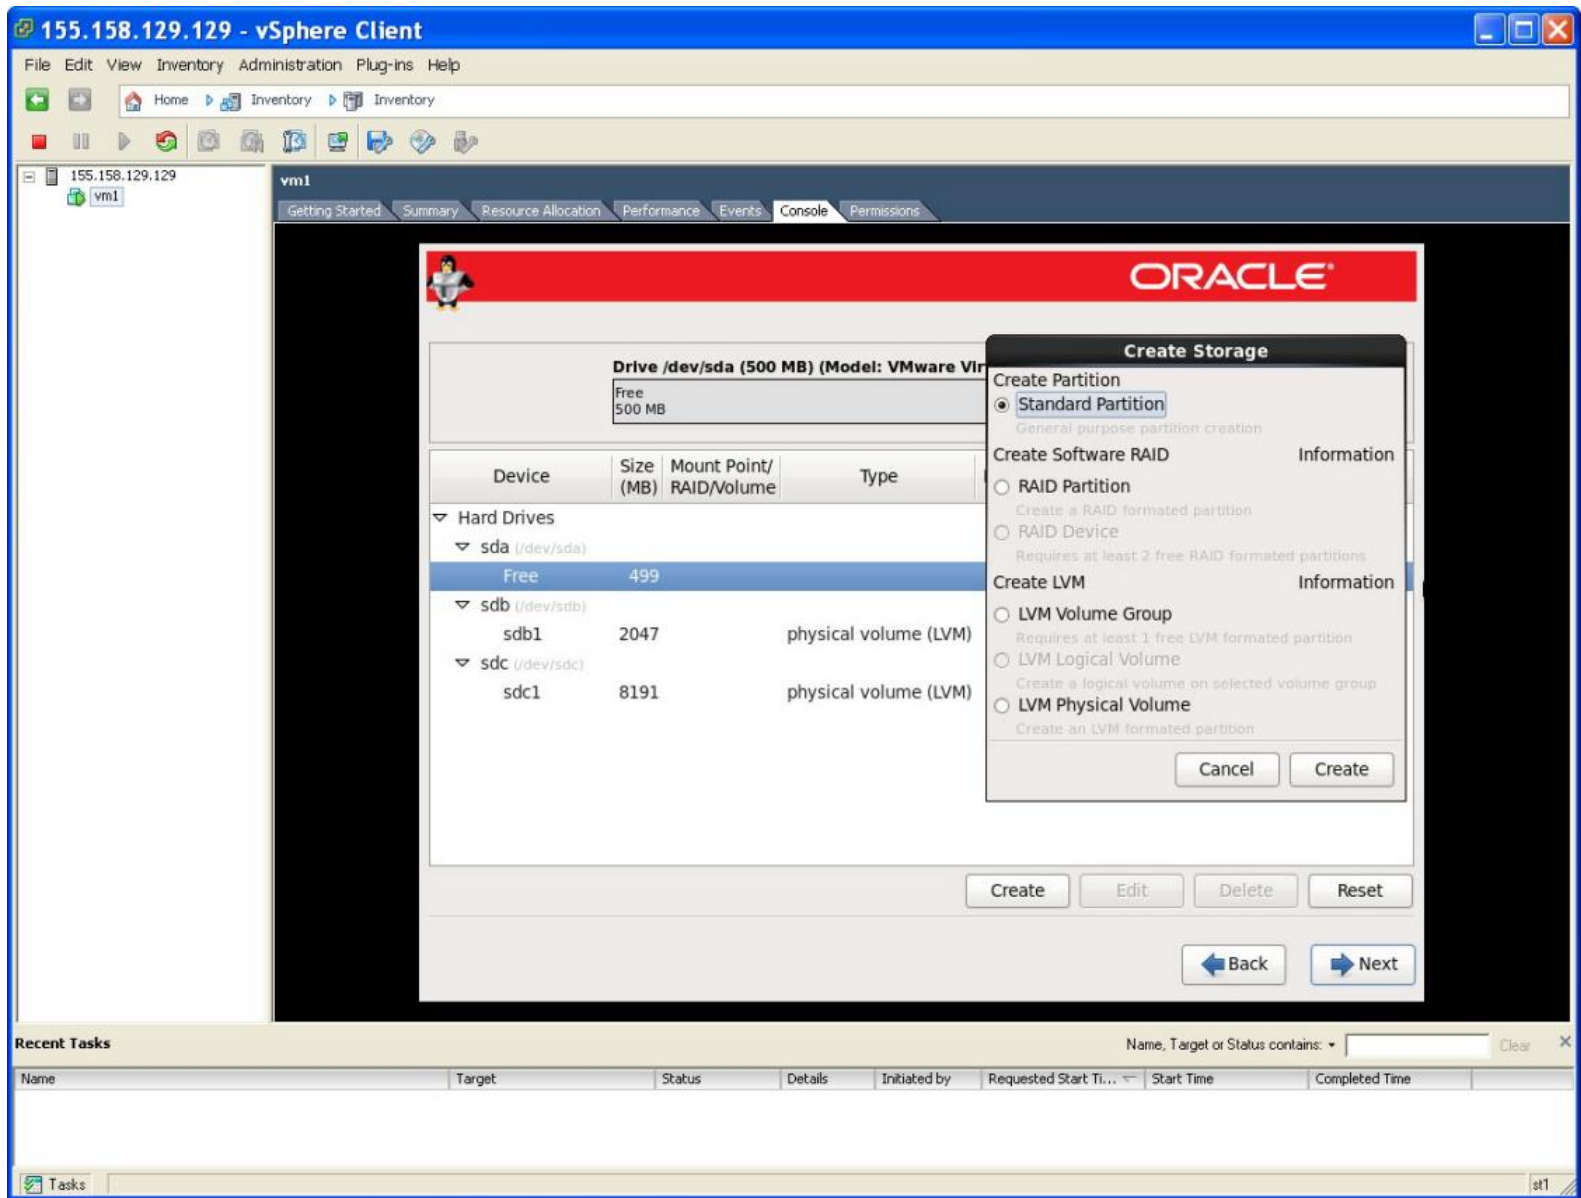 155.158.129.129 - vSphere Client
File Edit View Inventory Administration Plug-ins Help
Home Inventory Inventory
155.158.129.129
vm1
vm1
Getting Started Summary Resource Allocation Performance Events Console Permissions
ORACLE
Drive /dev/sda (500 MB) (Model: VMware Vir
Free
500 MB
Device Size (MB) Mount Point/ RAID/Volume Type
Hard Drives
sda (/dev/sda)
Free 499
sdb (/dev/sdb)
sdb1 2047 physical volume (LVM)
sdc (/dev/sdc)
sdc1 8191 physical volume (LVM)
Create Storage
Create Partition
Standard Partition
General purpose partition creation
Create Software RAID Information
RAID Partition
Create a RAID formated partition
RAID Device
Requires at least 2 free RAID formated partitions
Create LVM Information
LVM Volume Group
Requires at least 1 free LVM formated partition
LVM Logical Volume
Create a logical volume on selected volume group
LVM Physical Volume
Create an LVM formated partition
Cancel Create
Create Edit Delete Reset
Back Next
Recent Tasks Name, Target or Status contains: Clear
Name Target Status Details Initiated by Requested Start Ti... Start Time Completed Time
Tasks st1